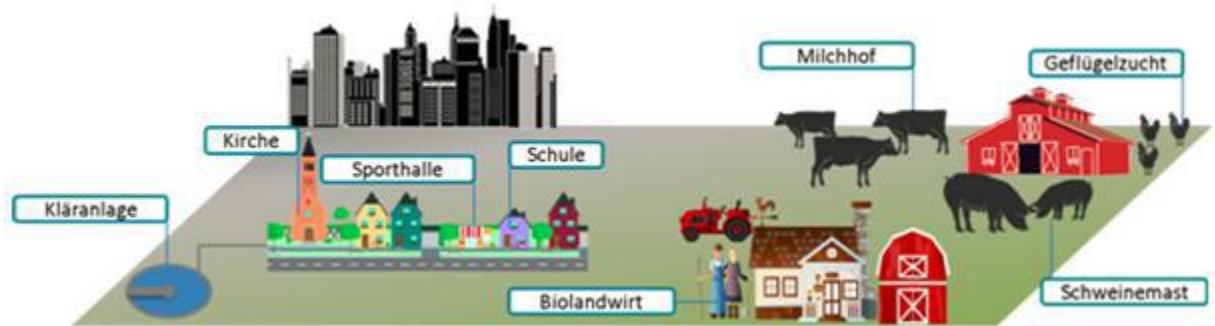 Milchhof
Geflügelzucht
Kirche
Schule
Sporthalle
Kläranlage
Biolandwirt
Schweinemast